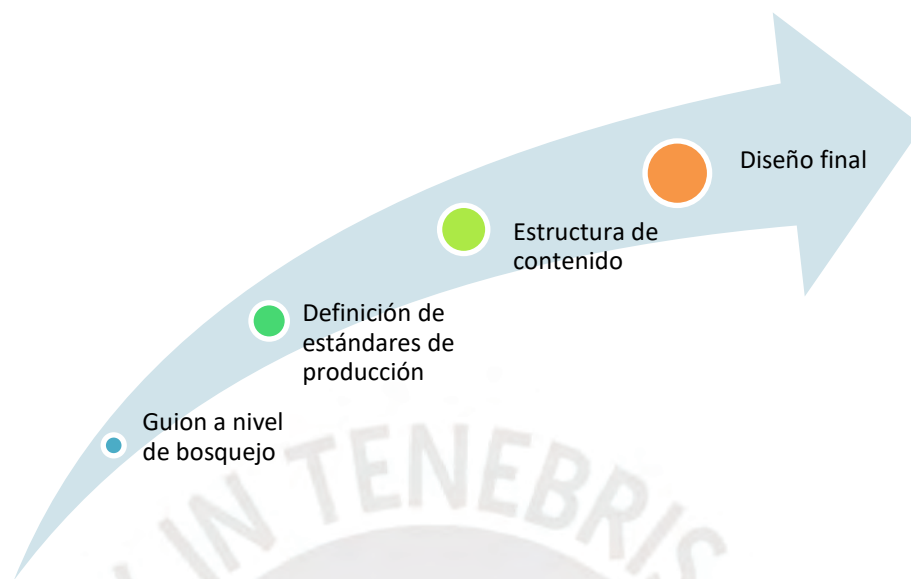 Guion a nivel
de bosquejo
Definición de
estándares de
producción
Estructura de
contenido
Diseño final
IN TENEBRIS